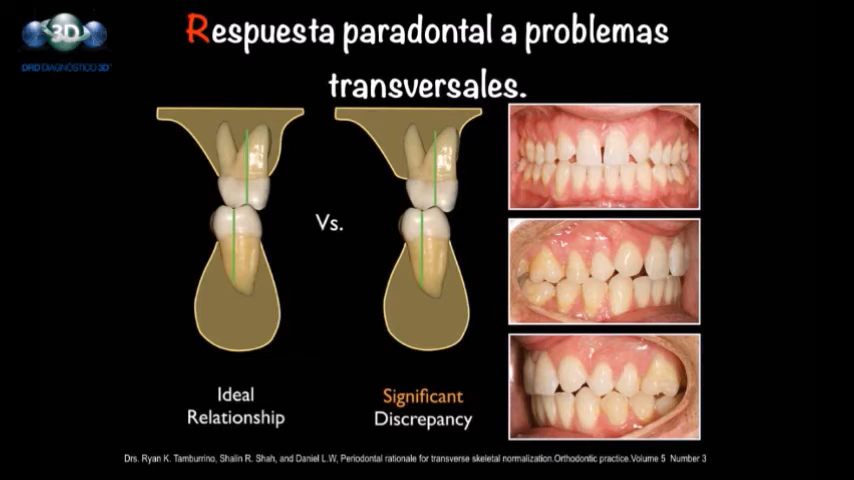 3D
DRD DIAGNÓSTICO 3D
Respuesta paradontal a problemas
transversales.
Vs.
Ideal
Relationship
Significant
Discrepancy
Drs. Ryan K. Tamburrino, Shalin R. Shah, and Daniel L.W, Periodontal rationale for transverse skeletal normalization.Orthodontic practice.Volume 5 Number 3